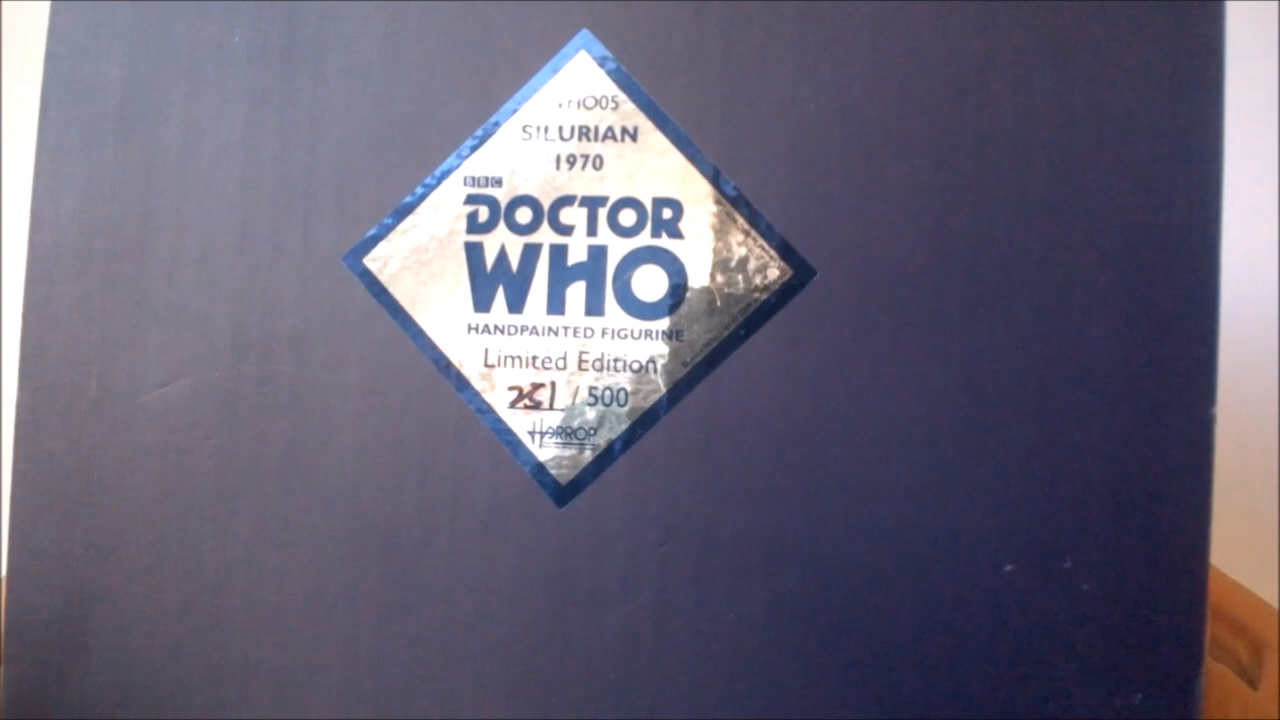 SILURIAN
1970
BBC
DOCTOR
WHO
HANDPAINTED FIGURINE
Limited Edition
251 / 500
HARROP